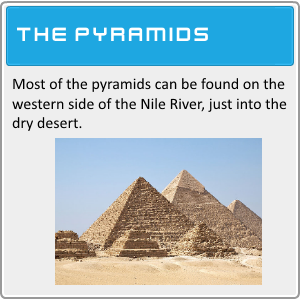 THE PYRAMIDS
Most of the pyramids can be found on the
western side of the Nile River, just into the
dry desert.